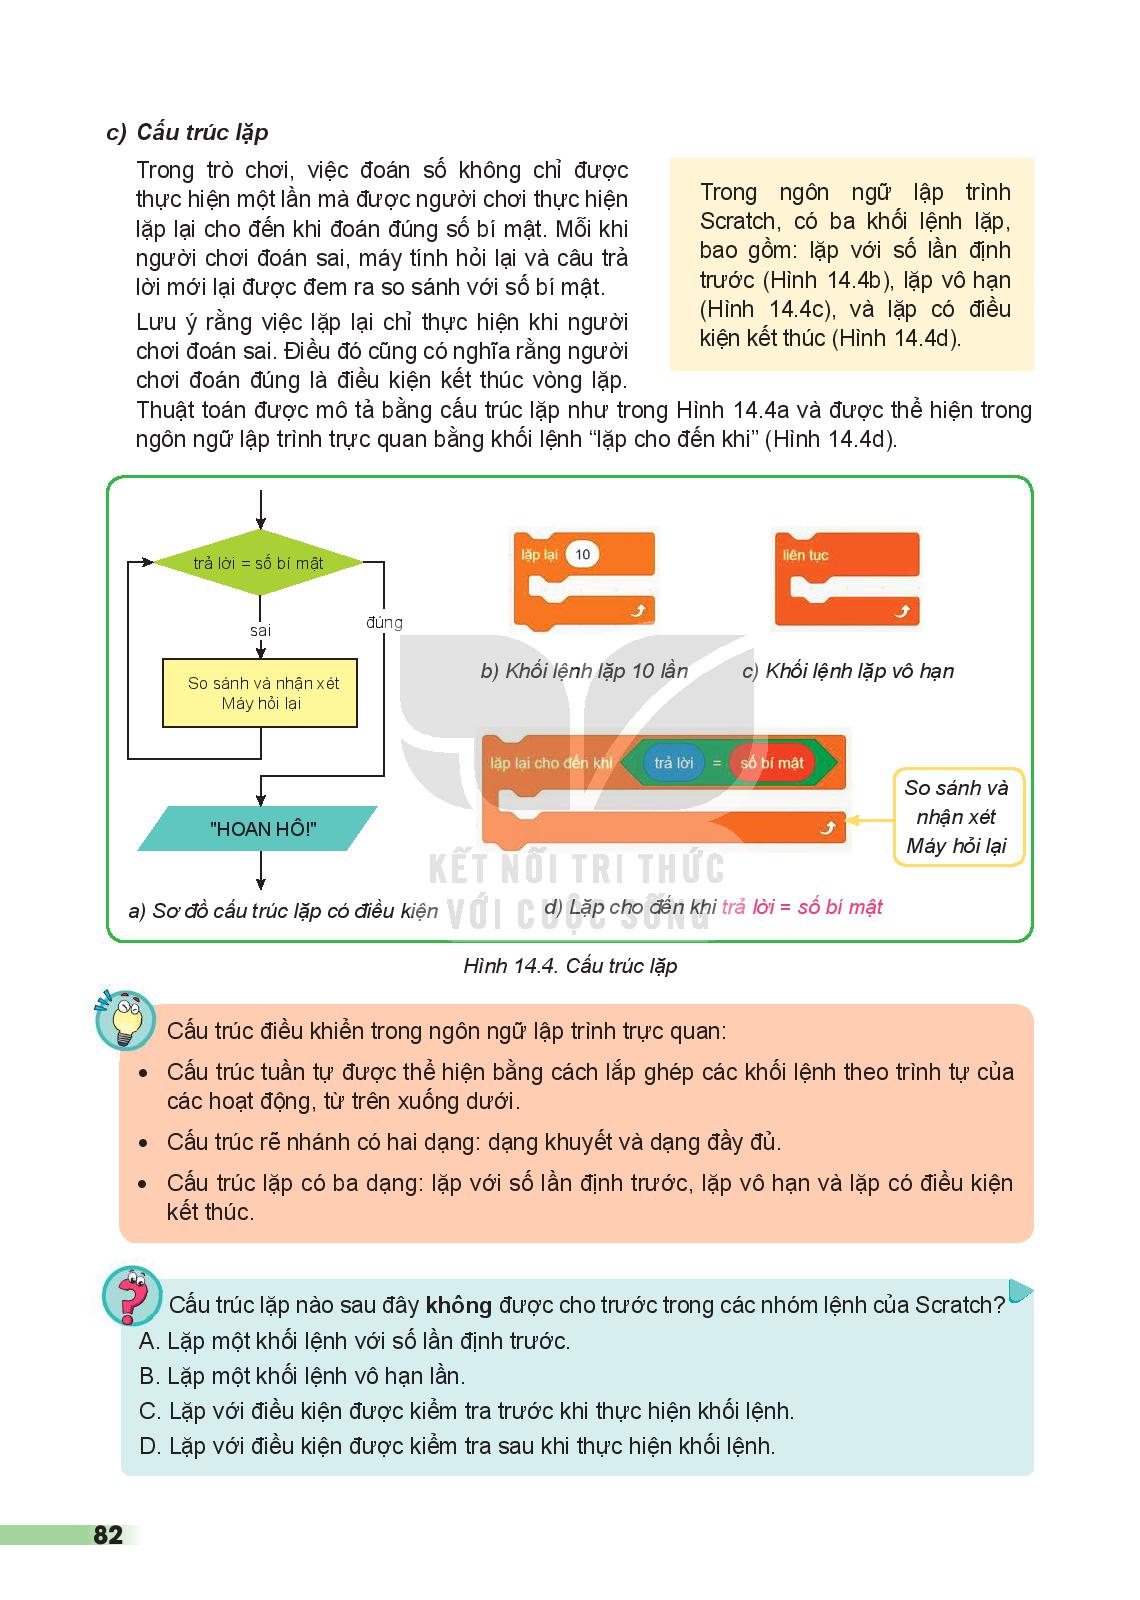 c) Cấu trúc lặp
Trong trò chơi, việc đoán số không chỉ được
thực hiện một lần mà được người chơi thực hiện
lặp lại cho đến khi đoán đúng số bí mật. Mỗi khi
người chơi đoán sai, máy tính hỏi lại và câu trả
lời mới lại được đem ra so sánh với số bí mật.
Lưu ý rằng việc lặp lại chỉ thực hiện khi người
chơi đoán sai. Điều đó cũng có nghĩa rằng người
chơi đoán đúng là điều kiện kết thúc vòng lặp.
Thuật toán được mô tả bằng cấu trúc lặp như trong Hình 14.4a và được thể hiện trong
ngôn ngữ lập trình trực quan bằng khối lệnh “lặp cho đến khi” (Hình 14.4d).
Trong ngôn ngữ lập trình
Scratch, có ba khối lệnh lặp,
bao gồm: lặp với số lần định
trước (Hình 14.4b), lặp vô hạn
(Hình 14.4c), và lặp có điều
kiện kết thúc (Hình 14.4d).
trả lời = số bí mật
sai
đúng
So sánh và nhận xét
Máy hỏi lại
"HOAN HÔ!"
a) Sơ đồ cấu trúc lặp có điều kiện
lặp lại 10
b) Khối lệnh lặp 10 lần
liên tục
c) Khối lệnh lặp vô hạn
lặp lại cho đến khi trả lời = số bí mật
So sánh và
nhận xét
Máy hỏi lại
d) Lặp cho đến khi trả lời = số bí mật
KẾT NỐI TRI THỨC
VỚI CUỘC SỐNG
Hình 14.4. Cấu trúc lặp
Cấu trúc điều khiển trong ngôn ngữ lập trình trực quan:
• Cấu trúc tuần tự được thể hiện bằng cách lắp ghép các khối lệnh theo trình tự của
các hoạt động, từ trên xuống dưới.
• Cấu trúc rẽ nhánh có hai dạng: dạng khuyết và dạng đầy đủ.
• Cấu trúc lặp có ba dạng: lặp với số lần định trước, lặp vô hạn và lặp có điều kiện
kết thúc.
Cấu trúc lặp nào sau đây không được cho trước trong các nhóm lệnh của Scratch?
A. Lặp một khối lệnh với số lần định trước.
B. Lặp một khối lệnh vô hạn lần.
C. Lặp với điều kiện được kiểm tra trước khi thực hiện khối lệnh.
D. Lặp với điều kiện được kiểm tra sau khi thực hiện khối lệnh.
82